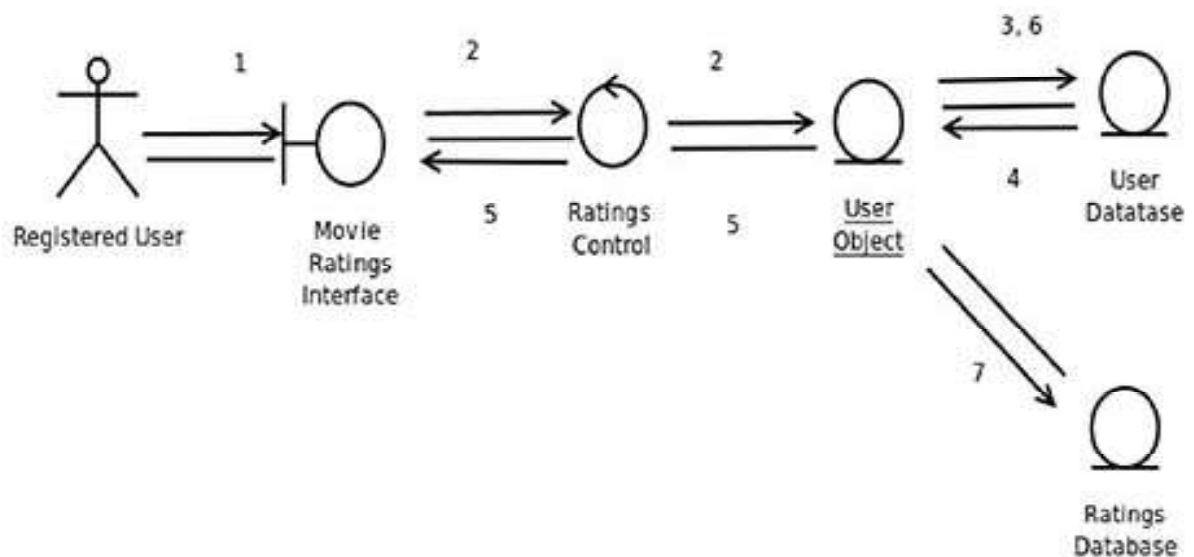 1
2
2
3, 6
5
5
4
Registered User
Movie
Ratings
Interface
Ratings
Control
User
Object
User
Datatase
7
Ratings
Database